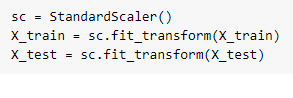 sc = StandardScaler()
X_train = sc.fit_transform(X_train)
X_test = sc.fit_transform(X_test)